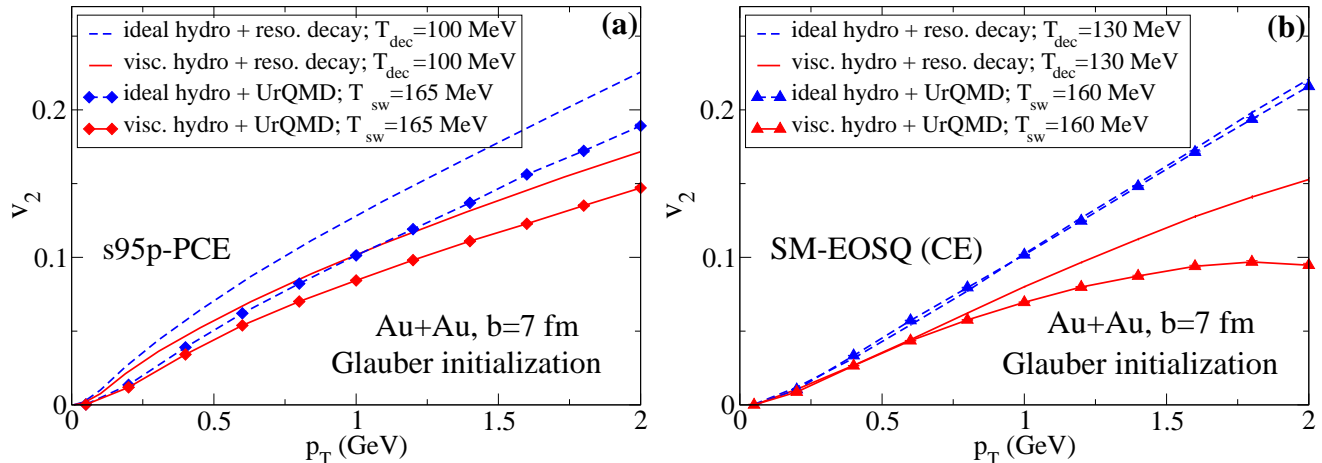 (a)
ideal hydro + reso. decay; T_dec=100 MeV
visc. hydro + reso. decay; T_dec=100 MeV
ideal hydro + UrQMD; T_sw=165 MeV
visc. hydro + UrQMD; T_sw=165 MeV
s95p-PCE
Au+Au, b=7 fm
Glauber initialization
v_2
0.2
0.1
0
0 0.5 1 1.5 2
p_T (GeV)
(b)
ideal hydro + reso. decay; T_dec=130 MeV
visc. hydro + reso. decay; T_dec=130 MeV
ideal hydro + UrQMD; T_sw=160 MeV
visc. hydro + UrQMD; T_sw=160 MeV
SM-EOSQ (CE)
Au+Au, b=7 fm
Glauber initialization
v_2
0.2
0.1
0
0 0.5 1 1.5 2
p_T (GeV)